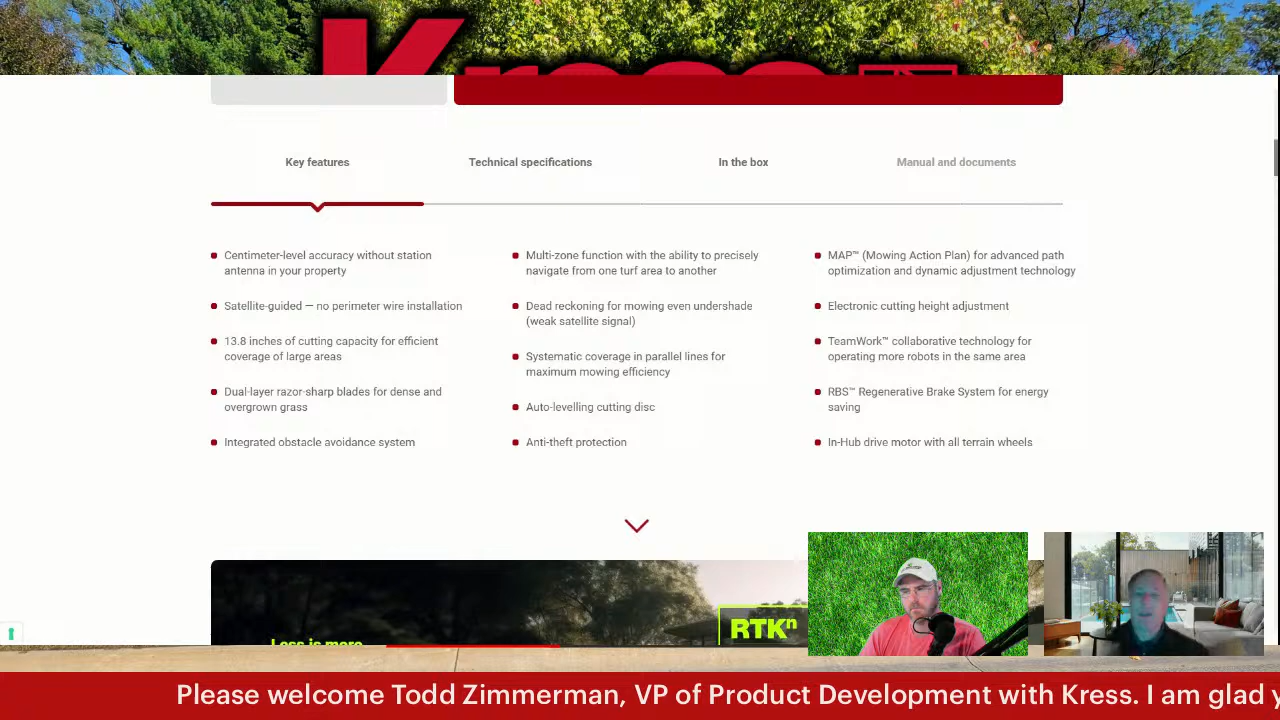 Kress
Key features
Technical specifications
In the box
Manual and documents
Centimeter-level accuracy without station
antenna in your property
Satellite-guided — no perimeter wire installation
13.8 inches of cutting capacity for efficient
coverage of large areas
Dual-layer razor-sharp blades for dense and
overgrown grass
Integrated obstacle avoidance system
Multi-zone function with the ability to precisely
navigate from one turf area to another
Dead reckoning for mowing even undershade
(weak satellite signal)
Systematic coverage in parallel lines for
maximum mowing efficiency
Auto-levelling cutting disc
Anti-theft protection
MAP™ (Mowing Action Plan) for advanced path
optimization and dynamic adjustment technology
Electronic cutting height adjustment
TeamWork™ collaborative technology for
operating more robots in the same area
RBS™ Regenerative Brake System for energy
saving
In-Hub drive motor with all terrain wheels
Less is more
RTKⁿ
Please welcome Todd Zimmerman, VP of Product Development with Kress. I am glad y